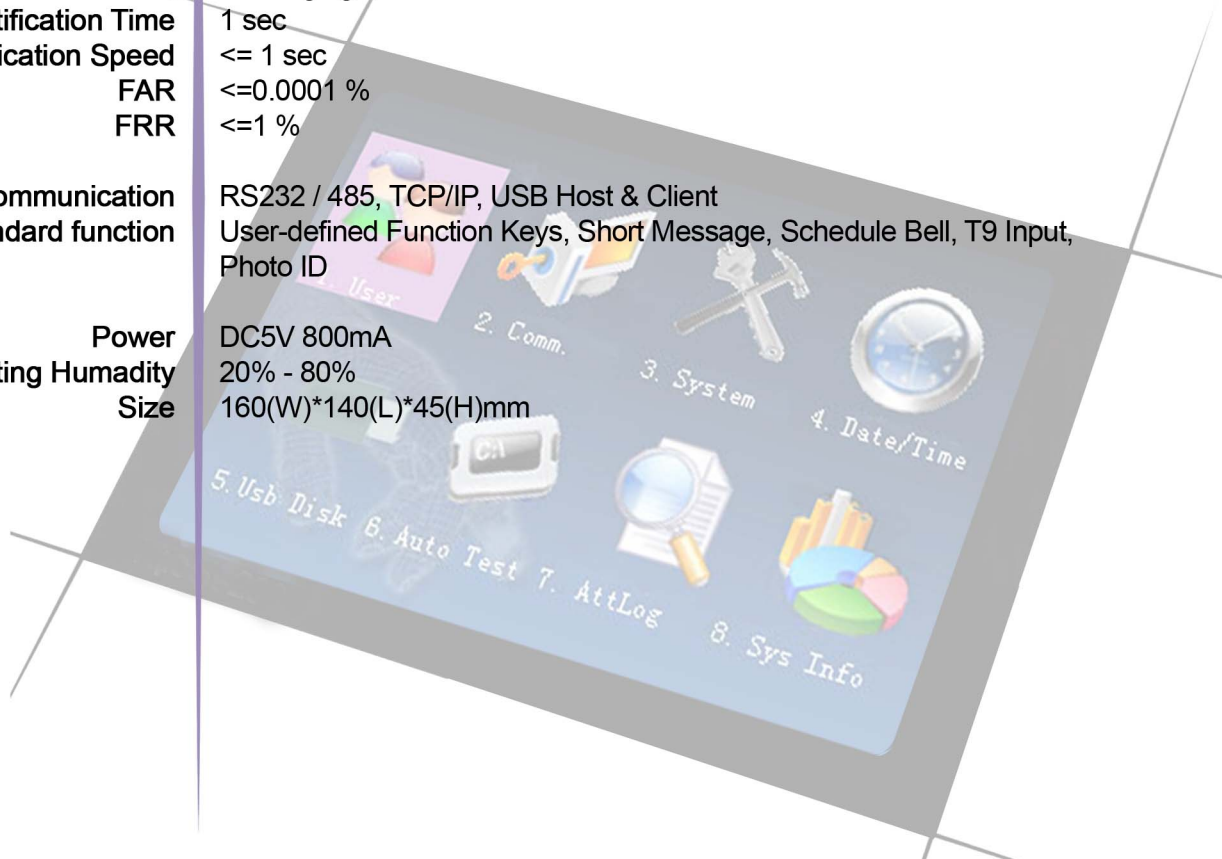 tification Time 1 sec
ication Speed <= 1 sec
FAR <=0.0001 %
FRR <=1 %
ommunication RS232 / 485, TCP/IP, USB Host & Client
ndard function User-defined Function Keys, Short Message, Schedule Bell, T9 Input,
Photo ID
Power DC5V 800mA
ting Humadity 20% - 80%
Size 160(W)*140(L)*45(H)mm
1. User
2. Comm.
3. System
4. Date/Time
C:\
5. Usb Disk
6. Auto Test
7. AttLog
8. Sys Info